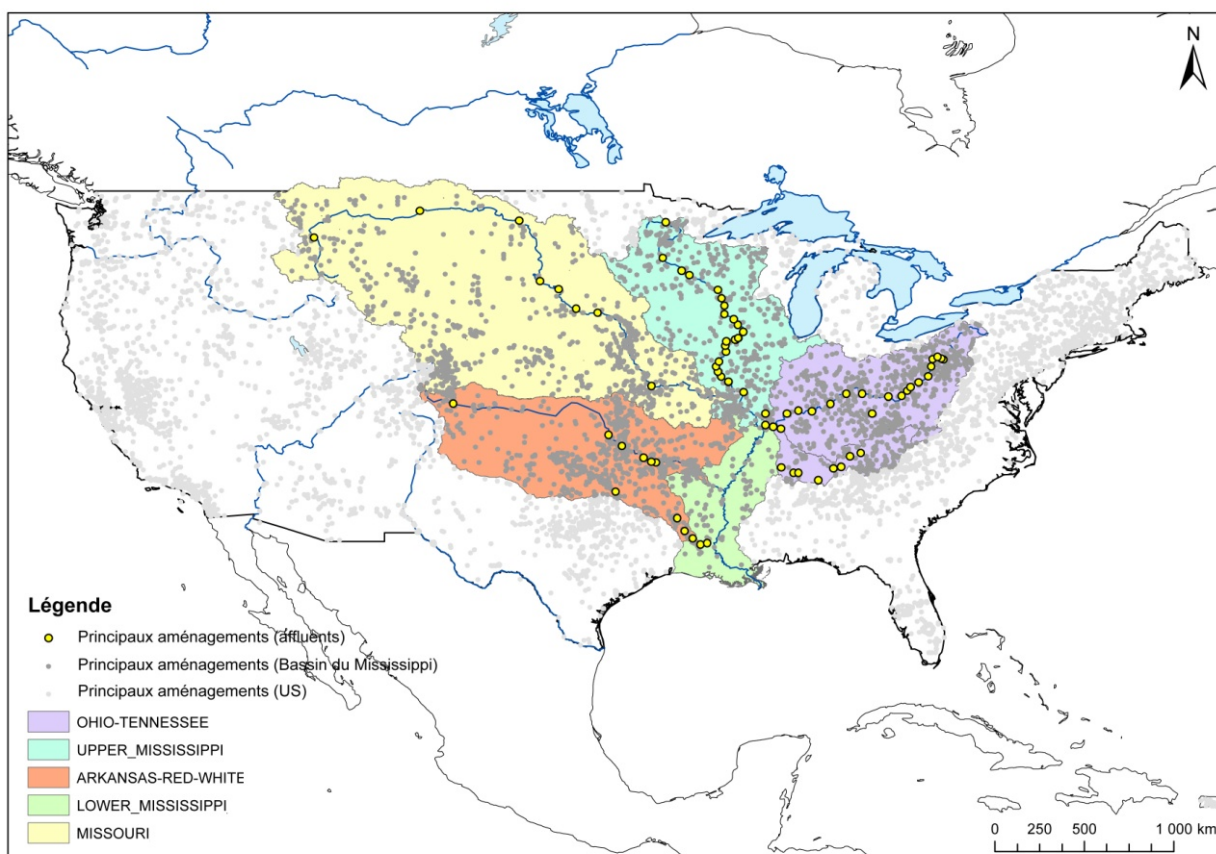 N
Légende
Principaux aménagements (affluents)
Principaux aménagements (Bassin du Mississippi)
Principaux aménagements (US)
OHIO-TENNESSEE
UPPER_MISSISSIPPI
ARKANSAS-RED-WHITE
LOWER_MISSISSIPPI
MISSOURI
0 250 500 1 000 km